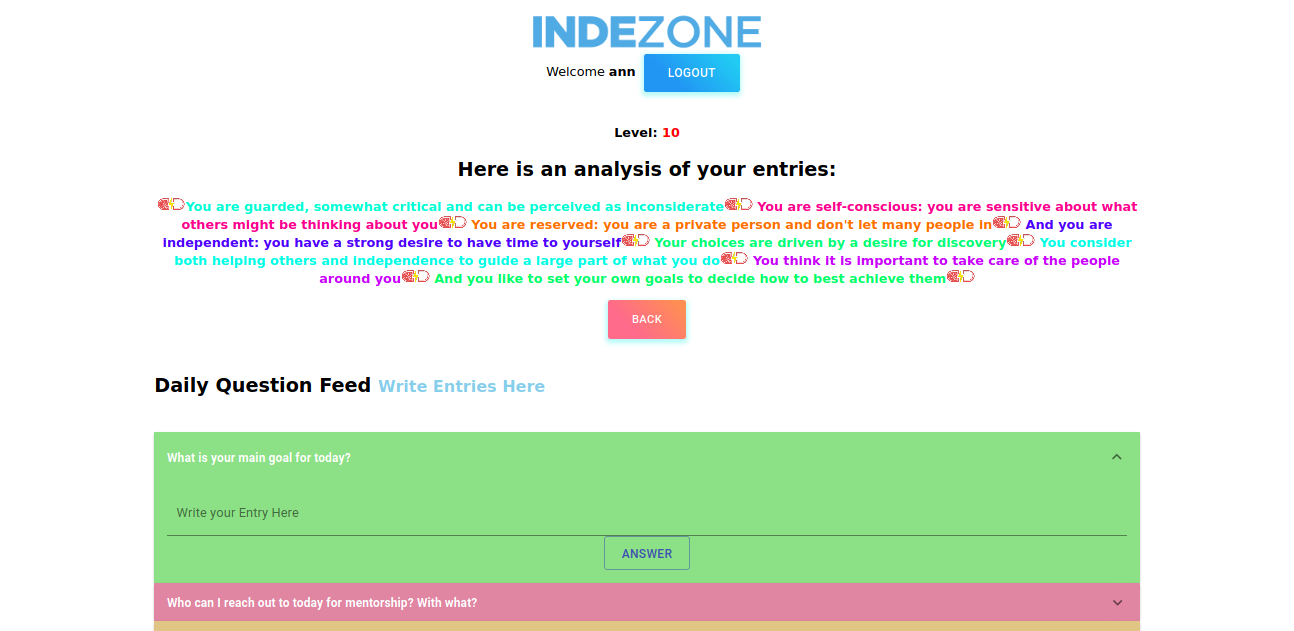 INDEZONE
Welcome ann LOGOUT
Level: 10
Here is an analysis of your entries:
You are guarded, somewhat critical and can be perceived as inconsiderate You are self-conscious: you are sensitive about what
others might be thinking about you You are reserved: you are a private person and don't let many people in And you are
independent: you have a strong desire to have time to yourself Your choices are driven by a desire for discovery You consider
both helping others and independence to guide a large part of what you do You think it is important to take care of the people
around you And you like to set your own goals to decide how to best achieve them
BACK
Daily Question Feed Write Entries Here
What is your main goal for today?
Write your Entry Here
ANSWER
Who can I reach out to today for mentorship? With what?